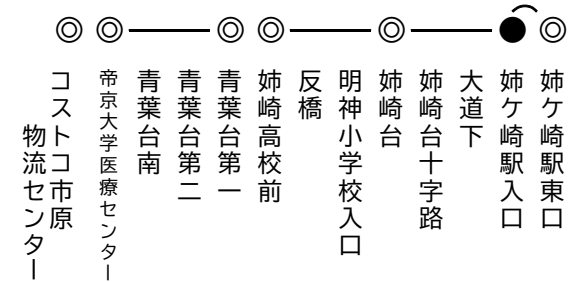 姉ケ崎駅東口
姉ケ崎駅入口
大道下
姉崎台十字路
姉崎台
明神小学校入口
反橋
姉崎高校前
青葉台第一
青葉台第二
青葉台南
帝京大学医療センター
コストコ市原
物流センター